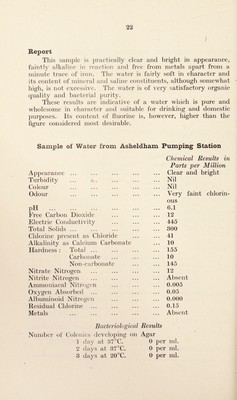 22
Report
This sample is practically clear and bright in appearance,
faintly alkaline in reaction and free from metals apart from a
minute trace of iron. The water is fairly soft in character and
its content of mineral and saline constituents, although somewhat
high, is not excessive. The water is of very satisfactory organic
quality and bacterial purity.
These results are indicative of a water which is pure and
wholesome in character and suitable for drinking and domestic
purposes. Its content of fluorine is, however, higher than the
figure considered most desirable.
Sample of Water from Asheldham Pumping Station
Chemical Results in
Parts per Million
Appearance ... ... ... ... ... Clear and bright
Turbidity ... ... ... ... Nil
Colour ... ... ... ... ... Nil
Odour ... ... ... ... ... Very faint chlorin-
ous
pH ... ... ... ... ... 6.1
Free Carbon Dioxide ... ... ... 12
Electric Conductivity ... ... ... 445
Total Solids ... ... ... ... ... 300
Chlorine present as Chloride ... ... 41
Alkalinity as Calcium Carbonate ... 10
Hardness : Total ... ... ... ... 155
Carbonate ... ... ... 10
Non-carbonate ... ... 145
Nitrate Nitrogen ... ... ... ... 12
Nitrite Nitrogen ... ... ... ... Absent
Ammoniacal Nitrogen ... ... ... 0.005
Oxygen Absorbed ... ... ... ... 0.05
Albuminoid Nitrogen ... ... ... 0.000
Residual Chlorine ... ... ... ... 0.15
Metals ... ... ... ... ... Absent
Bacteriological Results
Number of Colonies developing on Agar
1 day at 37°C. 0 per ml.
2 days at 37°C. 0 per ml.
3 days at 20°C. 0 per ml.